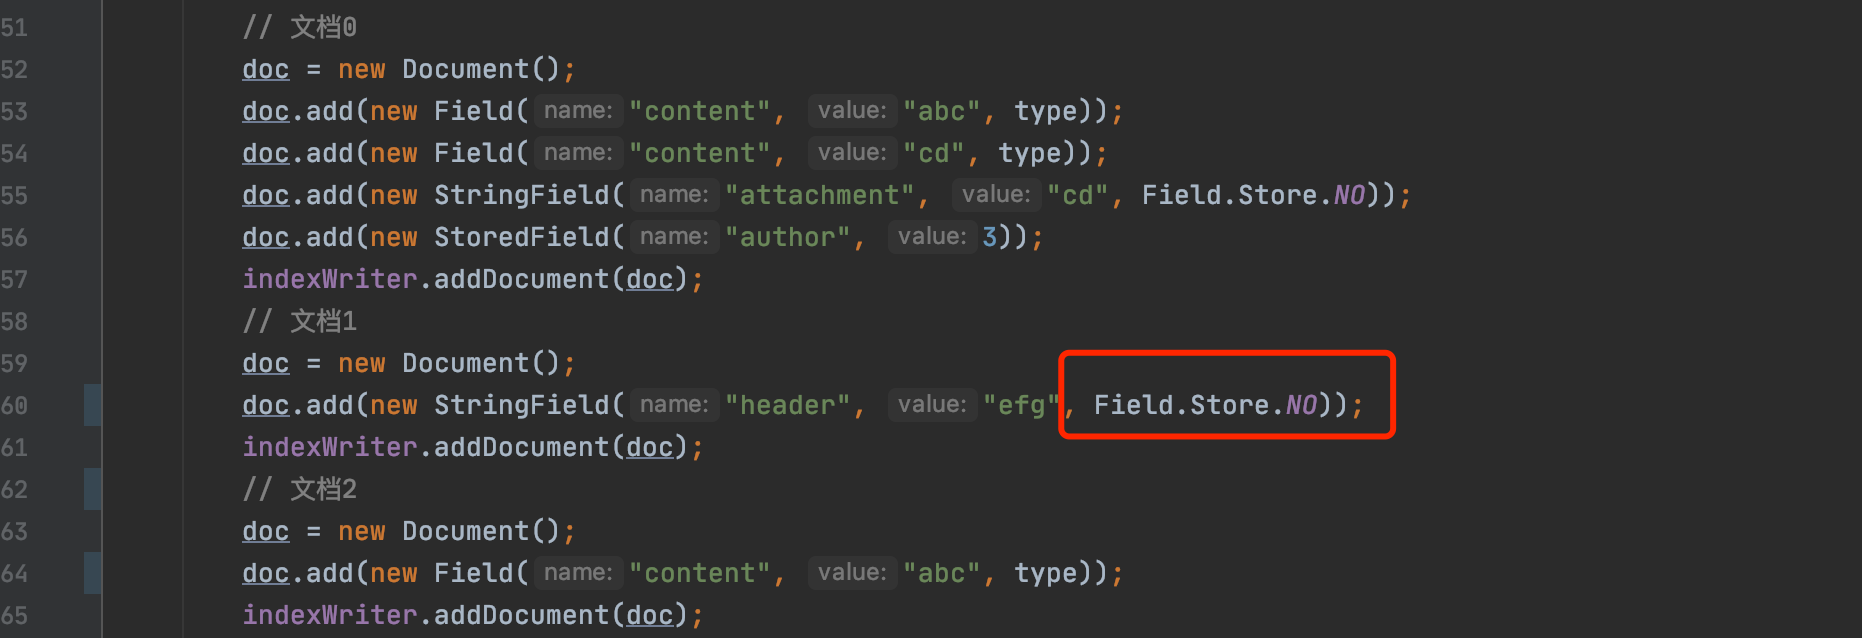 51 // 文档0
52 doc = new Document();
53 doc.add(new Field( name: "content", value: "abc", type));
54 doc.add(new Field( name: "content", value: "cd", type));
55 doc.add(new StringField( name: "attachment", value: "cd", Field.Store.NO));
56 doc.add(new StoredField( name: "author", value: 3));
57 indexWriter.addDocument(doc);
58 // 文档1
59 doc = new Document();
60 doc.add(new StringField( name: "header", value: "efg", Field.Store.NO));
61 indexWriter.addDocument(doc);
62 // 文档2
63 doc = new Document();
64 doc.add(new Field( name: "content", value: "abc", type));
65 indexWriter.addDocument(doc);